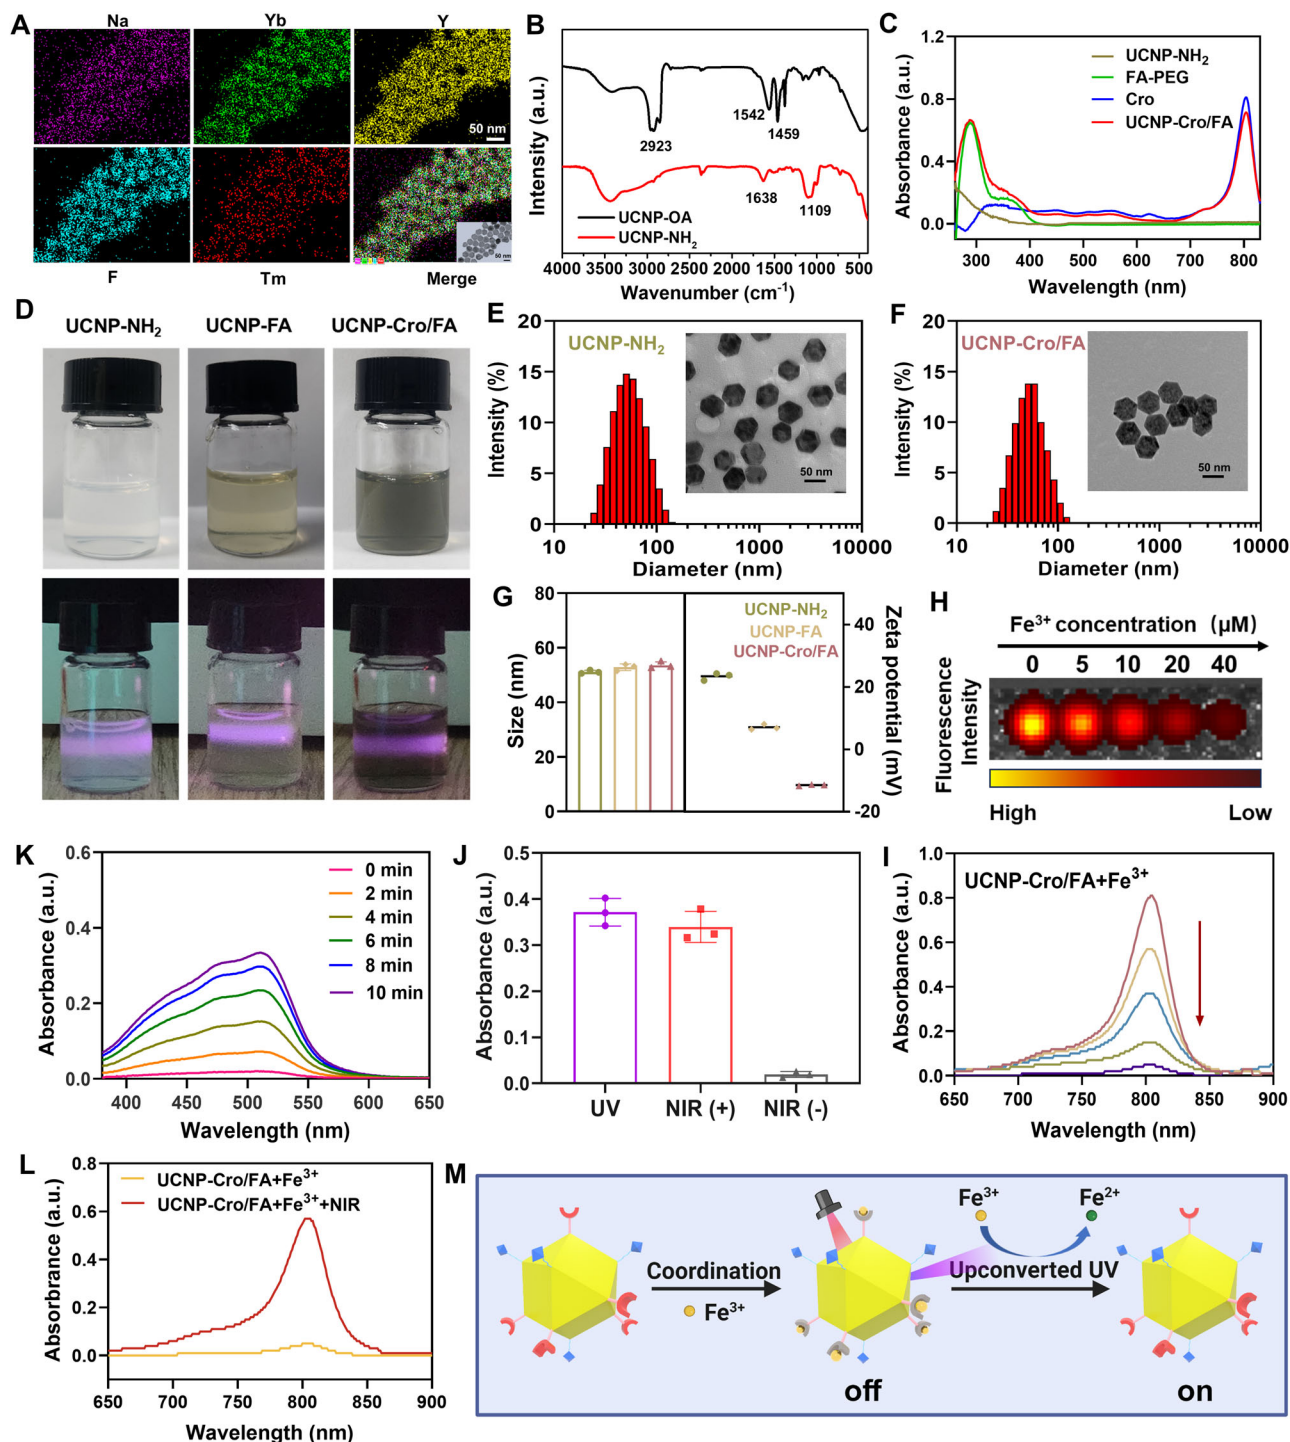 A
Na
Yb
Y
50 nm
F
Tm
Merge
50 nm
B
Intensity (a.u.)
2923
1542
1459
1638
1109
UCNP-OA
UCNP-NH₂
4000 3500 3000 2500 2000 1500 1000 500
Wavenumber (cm⁻¹)
C
Absorbance (a.u.)
1.2
0.8
0.4
0.0
UCNP-NH₂
FA-PEG
Cro
UCNP-Cro/FA
300 400 500 600 700 800
Wavelength (nm)
D
UCNP-NH₂
UCNP-FA
UCNP-Cro/FA
E
Intensity (%)
20
15
10
5
0
UCNP-NH₂
50 nm
10 100 1000 10000
Diameter (nm)
F
Intensity (%)
20
15
10
5
0
UCNP-Cro/FA
50 nm
10 100 1000 10000
Diameter (nm)
G
Size (nm)
80
60
40
20
0
UCNP-NH₂
UCNP-FA
UCNP-Cro/FA
40
20
0
-20
Zeta potential (mV)
H
Fe³⁺ concentration (μM)
0 5 10 20 40
Fluorescence
Intensity
High
Low
K
Absorbance (a.u.)
0.6
0.4
0.2
0.0
0 min
2 min
4 min
6 min
8 min
10 min
400 450 500 550 600 650
Wavelength (nm)
J
Absorbance (a.u.)
0.5
0.4
0.3
0.2
0.1
0.0
UV
NIR (+)
NIR (-)
I
Absorbance (a.u.)
1.0
0.8
0.6
0.4
0.2
0.0
UCNP-Cro/FA+Fe³⁺
650 700 750 800 850 900
Wavelength (nm)
L
Absorbrance (a.u.)
0.8
0.6
0.4
0.2
0.0
UCNP-Cro/FA+Fe³⁺
UCNP-Cro/FA+Fe³⁺+NIR
650 700 750 800 850 900
Wavelength (nm)
M
Coordination
Fe³⁺
Fe³⁺
Fe²⁺
Upconverted UV
off
on